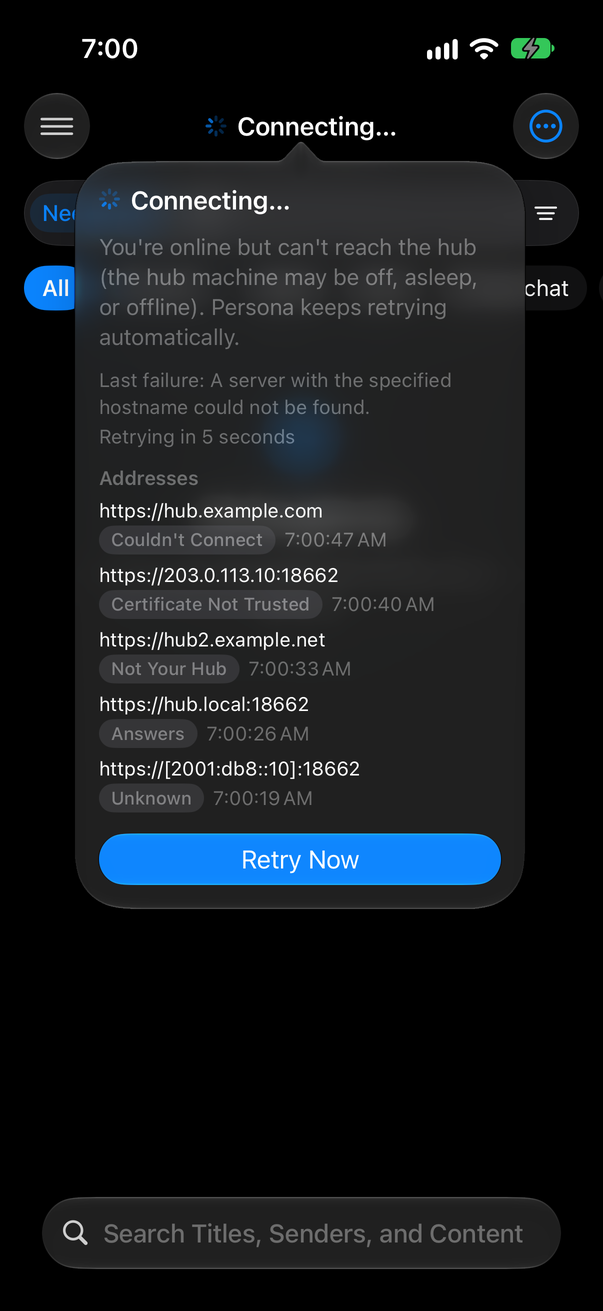 7:00
Connecting...
Connecting...
You're online but can't reach the hub
(the hub machine may be off, asleep,
or offline). Persona keeps retrying
automatically.
Last failure: A server with the specified
hostname could not be found.
Retrying in 5 seconds
Addresses
https://hub.example.com
Couldn't Connect 7:00:47 AM
https://203.0.113.10:18662
Certificate Not Trusted 7:00:40 AM
https://hub2.example.net
Not Your Hub 7:00:33 AM
https://hub.local:18662
Answers 7:00:26 AM
https://[2001:db8::10]:18662
Unknown 7:00:19 AM
Retry Now
All
chat
Search Titles, Senders, and Content